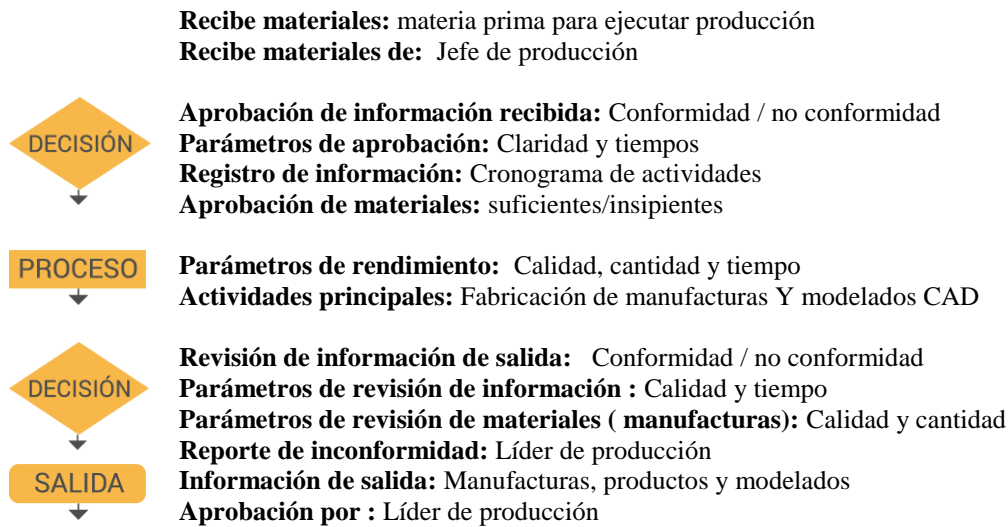 Recibe materiales: materia prima para ejecutar producción
Recibe materiales de: Jefe de producción
Aprobación de información recibida: Conformidad / no conformidad
DECISIÓN
Parámetros de aprobación: Claridad y tiempos
Registro de información: Cronograma de actividades
Aprobación de materiales: suficientes/insipientes
PROCESO
Parámetros de rendimiento: Calidad, cantidad y tiempo
Actividades principales: Fabricación de manufacturas Y modelados CAD
Revisión de información de salida: Conformidad / no conformidad
DECISIÓN
Parámetros de revisión de información : Calidad y tiempo
Parámetros de revisión de materiales ( manufacturas): Calidad y cantidad
Reporte de inconformidad: Líder de producción
SALIDA
Información de salida: Manufacturas, productos y modelados
Aprobación por : Líder de producción